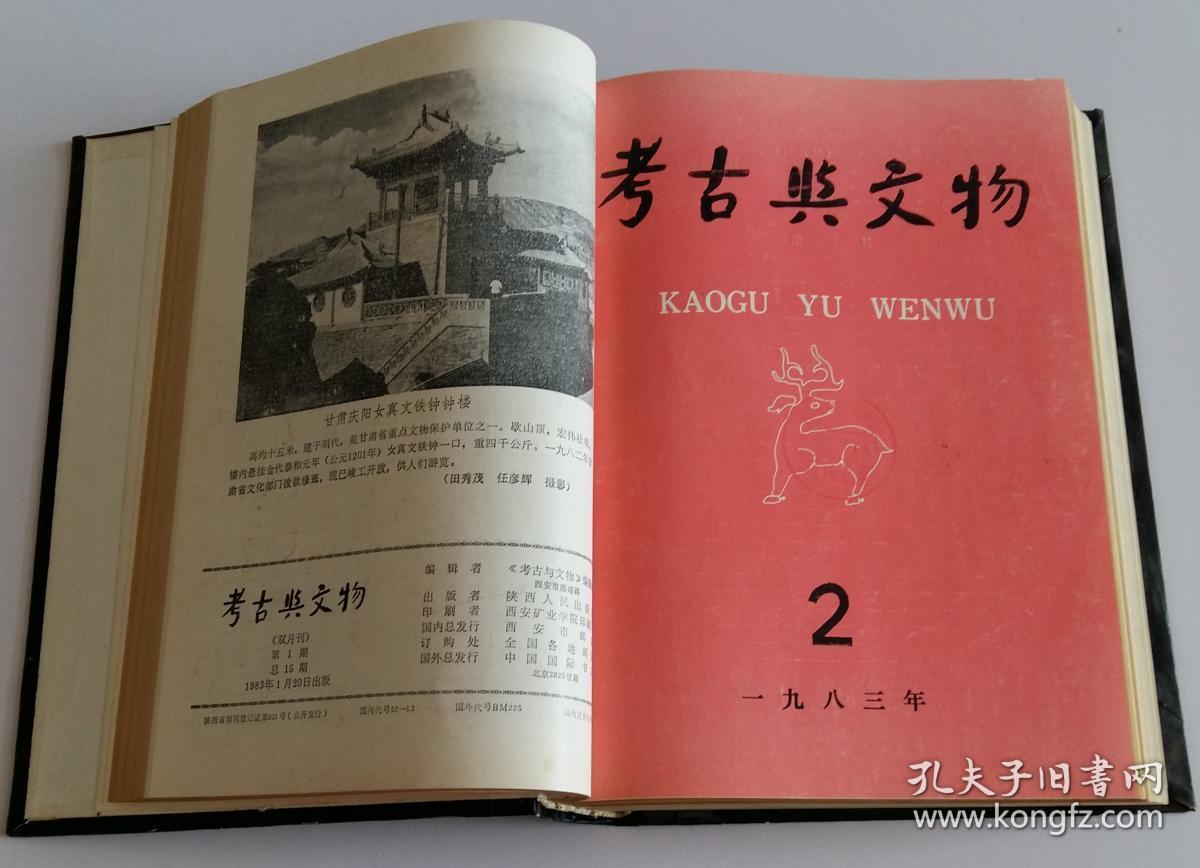 甘肃庆阳女真文铁钟钟楼
高约十五米，建于明代，是甘肃省重点文物保护单位之一。歇山顶，宏伟壮
楼内悬挂金代泰和元年（公元1201年）女真文铁钟一口，重四千公斤。一九八二年
肃省文化部门拨款修葺，现已竣工开放，供人们游览。
（田秀茂 任彦辉 摄影）
考古與文物
（双月刊）
第1期
总15期
1983年1月20日出版
编辑者 《考古与文物》编
西安市西塔路
出版者 陕西人民出版
印刷者 西安矿业学院印
国内总发行 西安市邮
订购处 全国各地邮
国外总发行 中国国际书
北京2820信箱
陕西省期刊登记证第021号（公开发行） 国内代号52—12 国外代号BM225
考古與文物
KAOGU YU WENWU
2
一九八三年
孔夫子旧书网
www.kongfz.com